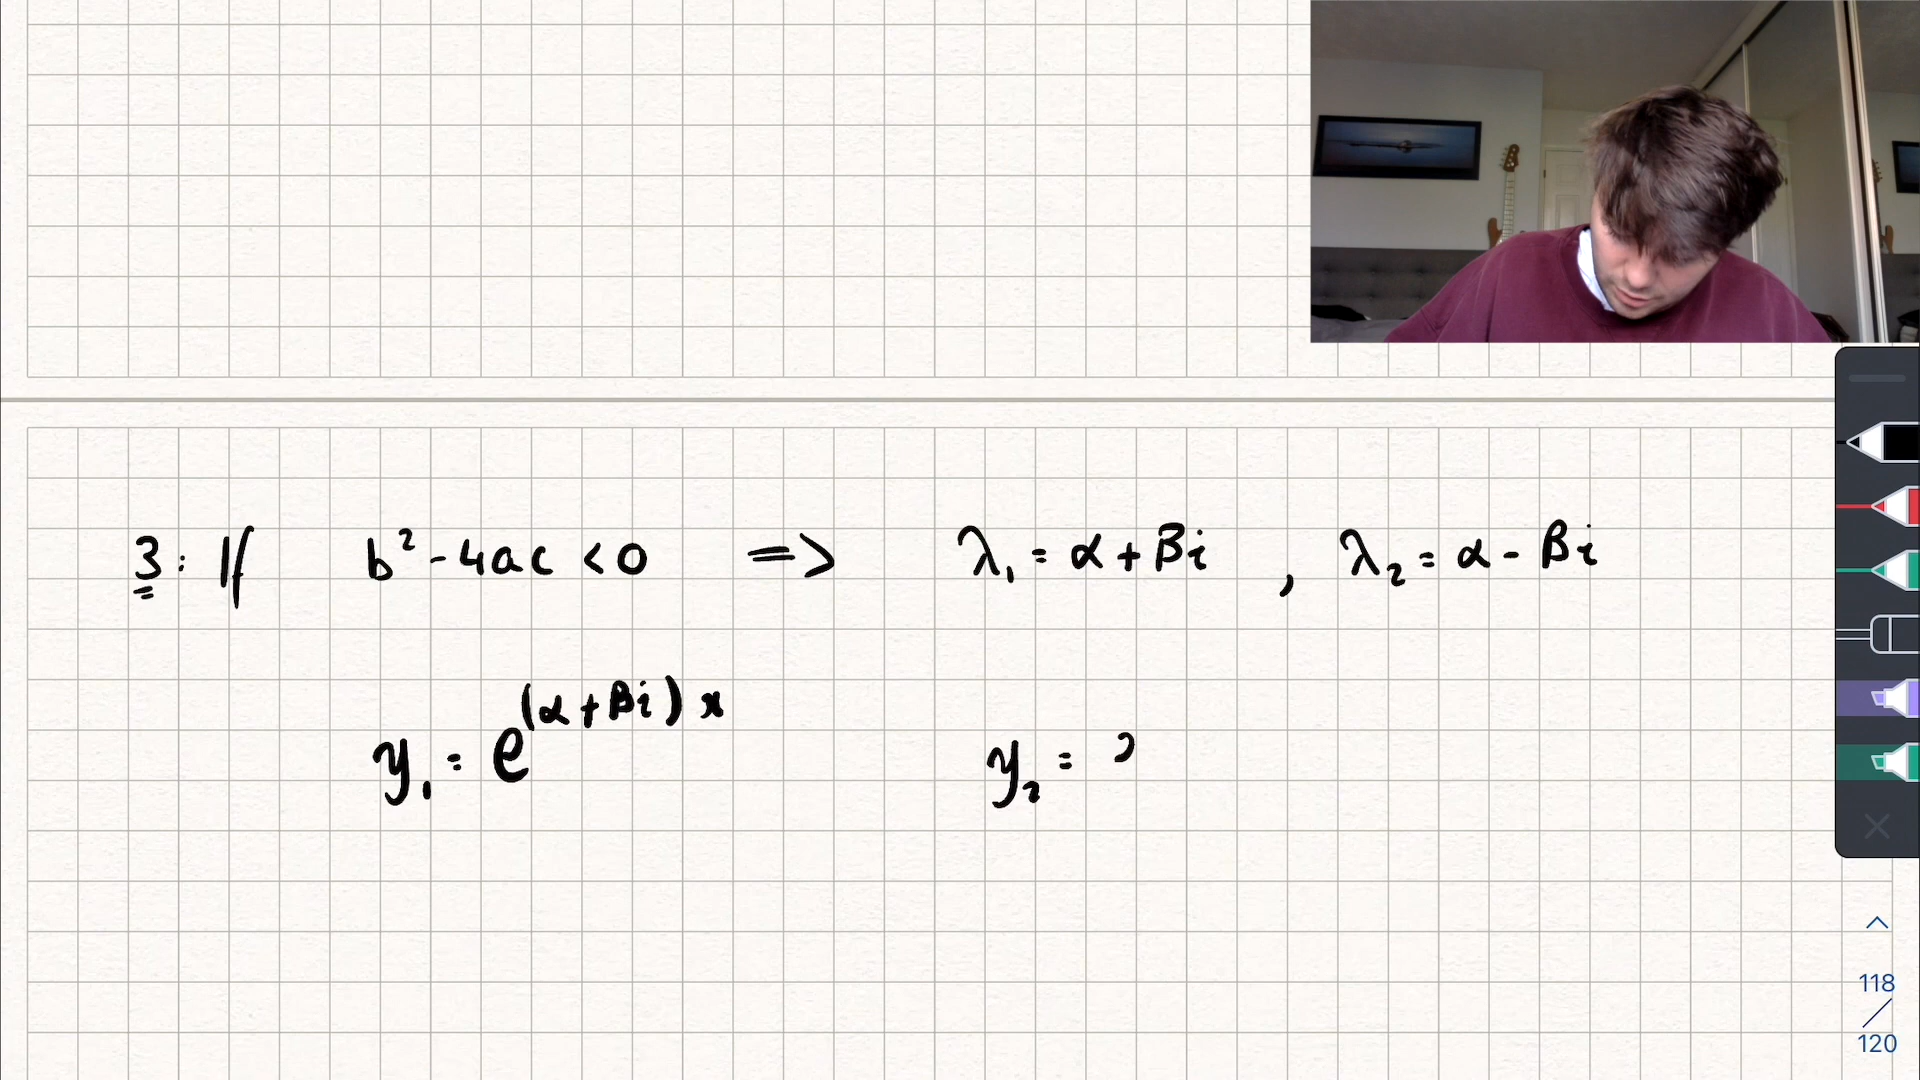 3: If b² - 4ac < 0 => λ₁ = α + βi , λ₂ = α - βi
y₁ = e^(α + βi)x y₂ =
118
/
120